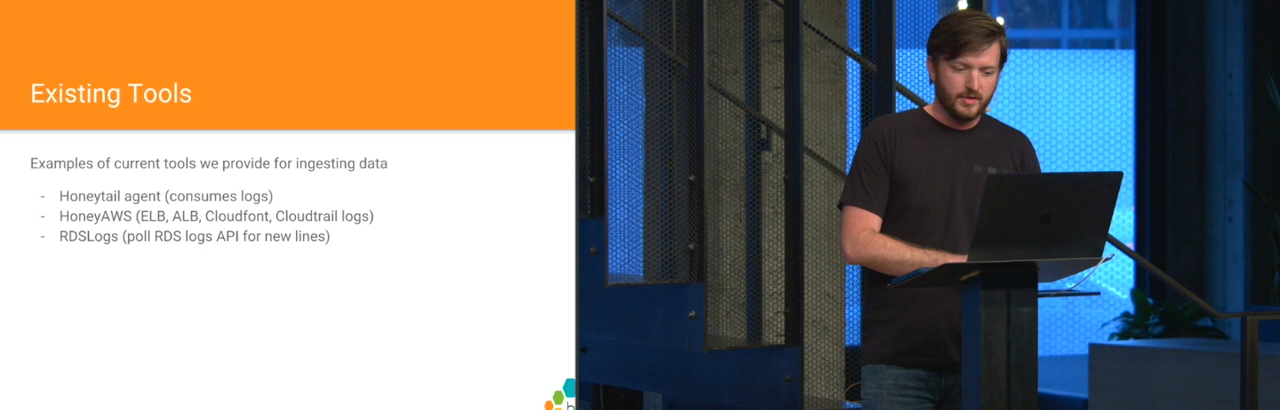 Existing Tools
Examples of current tools we provide for ingesting data
- Honeytail agent (consumes logs)
- HoneyAWS (ELB, ALB, Cloudfont, Cloudtrail logs)
- RDSLogs (poll RDS logs API for new lines)